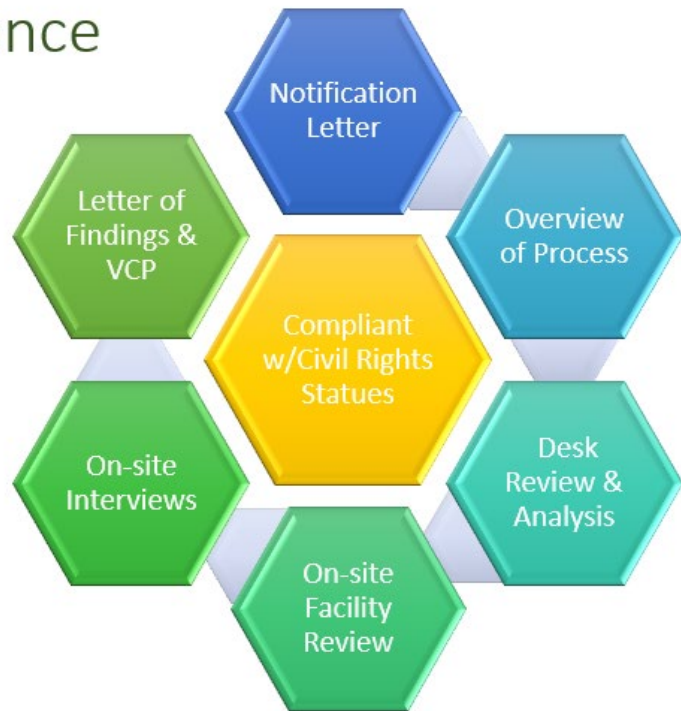 nce
Notification
Letter
Overview
of Process
Desk
Review &
Analysis
On-site
Facility
Review
On-site
Interviews
Letter of
Findings &
VCP
Compliant
w/Civil Rights
Statues